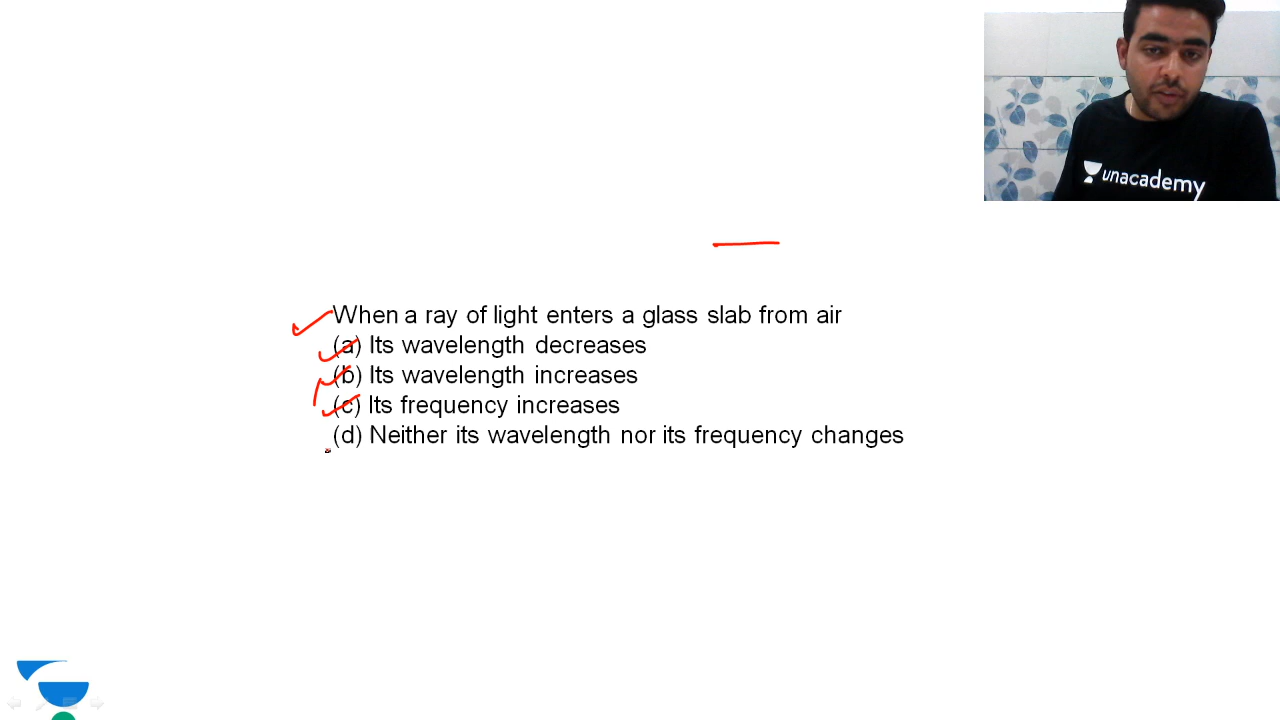 unacademy
When a ray of light enters a glass slab from air
(a) Its wavelength decreases
(b) Its wavelength increases
(c) Its frequency increases
(d) Neither its wavelength nor its frequency changes